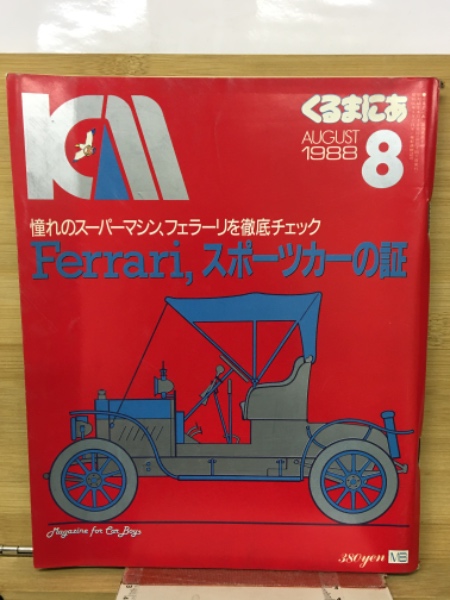 KM
くるまにあ
AUGUST
1988
8
憧れのスーパーマシン、フェラーリを徹底チェック
Ferrari, スポーツカーの証
Magazine for Car Boys
380yen